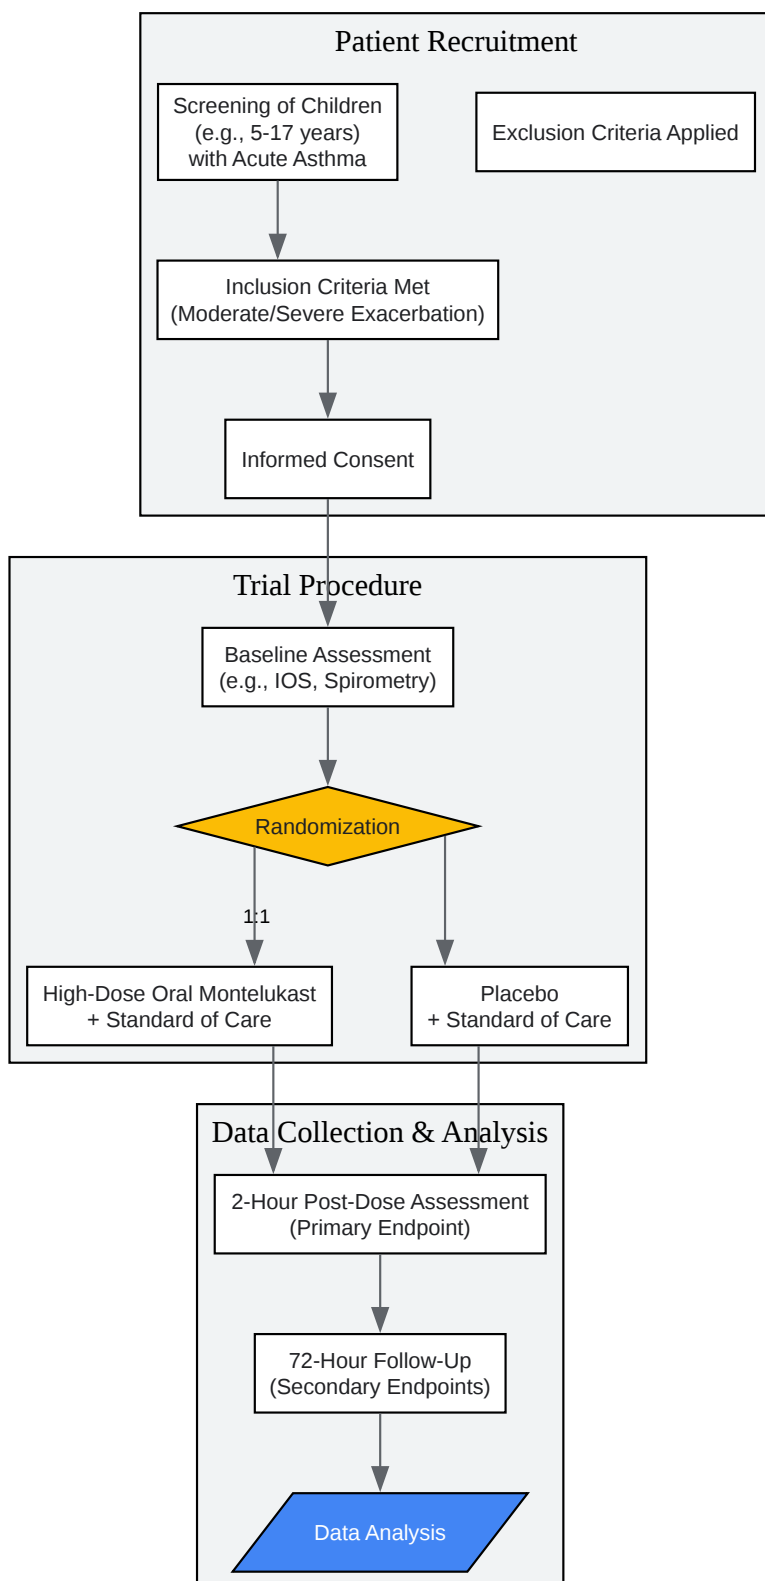 Patient Recruitment
Screening of Children
(e.g., 5-17 years)
with Acute Asthma
Exclusion Criteria Applied
Inclusion Criteria Met
(Moderate/Severe Exacerbation)
Informed Consent
Trial Procedure
Baseline Assessment
(e.g., IOS, Spirometry)
Randomization
1:1
High-Dose Oral Montelukast
+ Standard of Care
Placebo
+ Standard of Care
Data Collection & Analysis
2-Hour Post-Dose Assessment
(Primary Endpoint)
72-Hour Follow-Up
(Secondary Endpoints)
Data Analysis